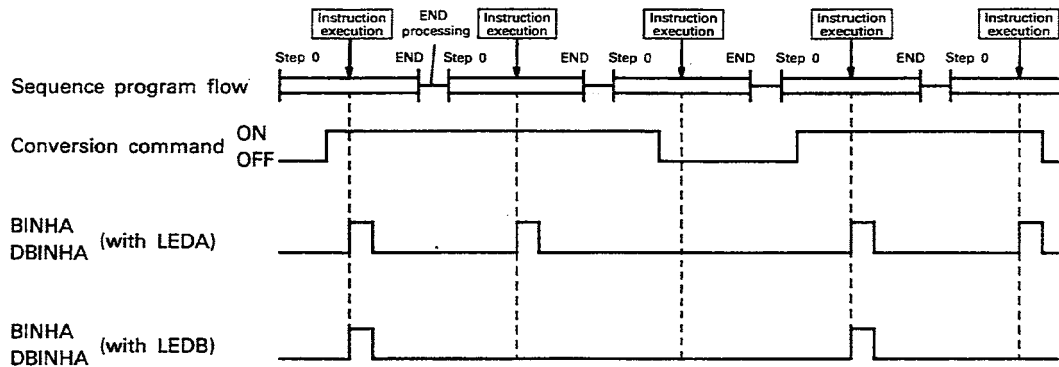 Instruction execution
END processing
Instruction execution
Instruction execution
Instruction execution
Instruction execution
Step 0 END Step 0 END Step 0 END Step 0 END Step 0
Sequence program flow
Conversion command ON
OFF
BINHA
DBINHA (with LEDA)
BINHA
DBINHA (with LEDB)